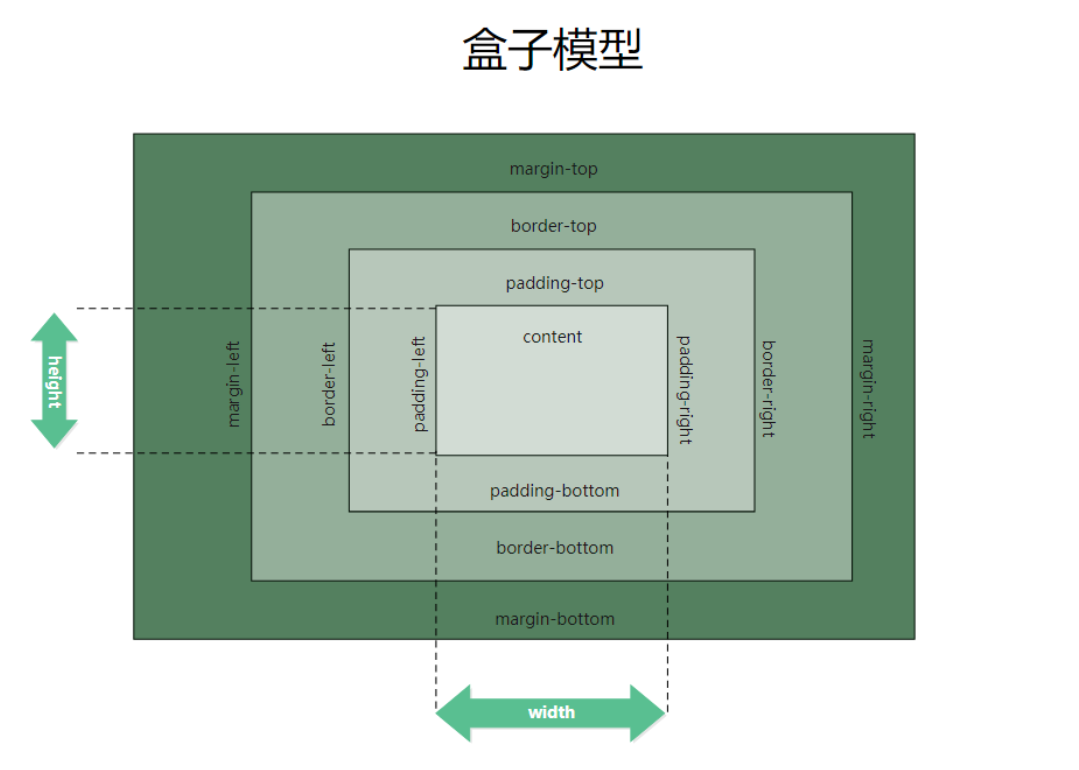 盒子模型
margin-top
border-top
padding-top
content
height
margin-left
border-left
padding-left
padding-right
border-right
margin-right
padding-bottom
border-bottom
margin-bottom
width